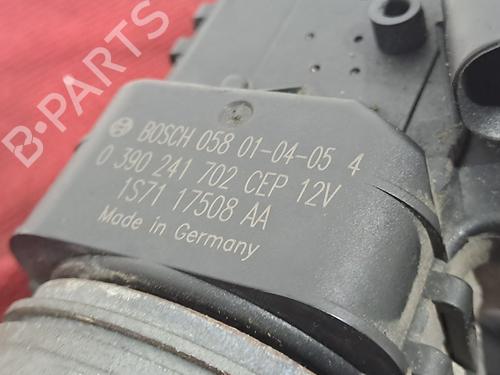 B-PARTS
BOSCH 058 01-04-05 4
0 390 241 702 CEP 12V
1S71 17508 AA
Made in Germany